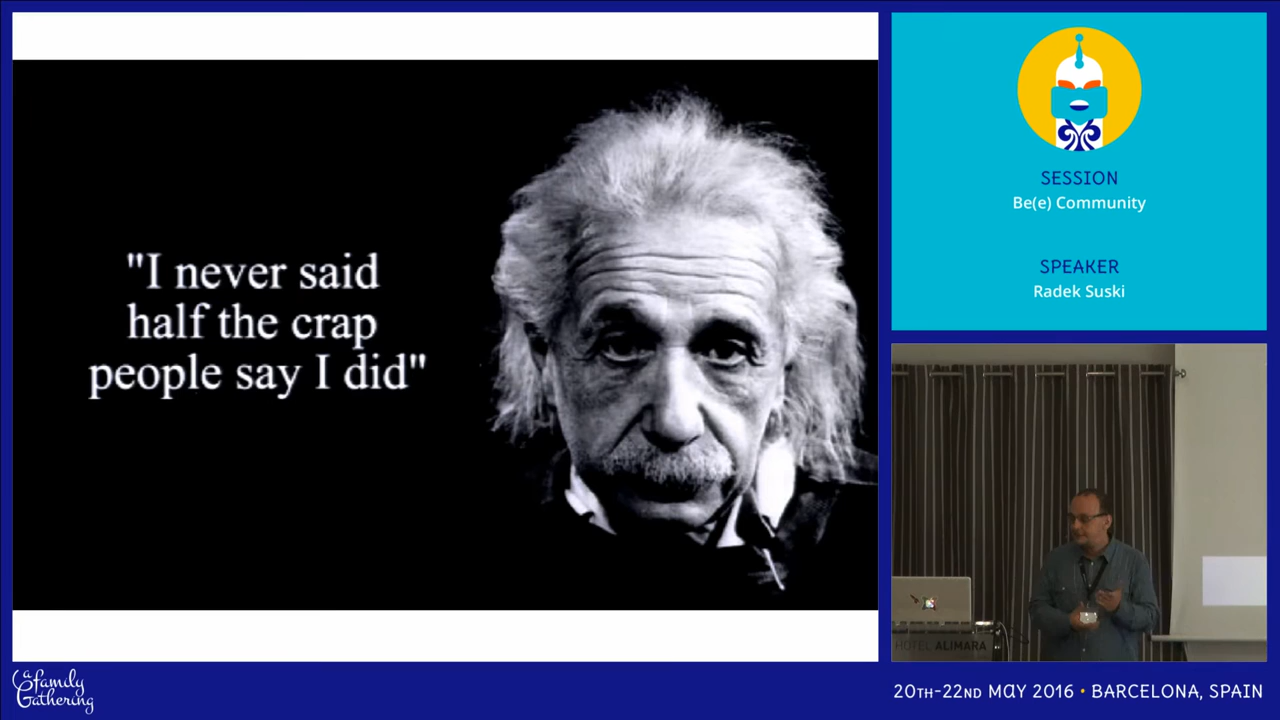 "I never said
half the crap
people say I did"
SESSION
Be(e) Community
SPEAKER
Radek Suski
HOTEL ALIMARA
a family
Gathering
20TH-22ND MAY 2016 • BARCELONA, SPAIN